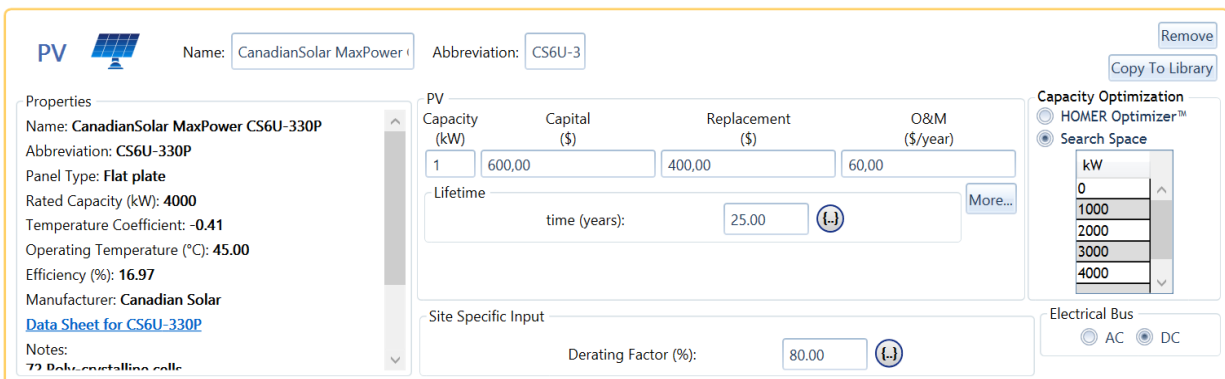 PV
Name:
CanadianSolar MaxPower
Abbreviation:
CS6U-3
Remove
Copy To Library
Properties
Name: CanadianSolar MaxPower CS6U-330P
Abbreviation: CS6U-330P
Panel Type: Flat plate
Rated Capacity (kW): 4000
Temperature Coefficient: -0.41
Operating Temperature (°C): 45.00
Efficiency (%): 16.97
Manufacturer: Canadian Solar
Data Sheet for CS6U-330P
Notes:
72 Poly-crystalline cells
PV
Capacity (kW)
Capital ($)
Replacement ($)
O&M ($/year)
1
600,00
400,00
60,00
Lifetime
time (years):
25.00
{..}
More...
Site Specific Input
Derating Factor (%):
80.00
{..}
Capacity Optimization
HOMER Optimizer™
Search Space
kW
0
1000
2000
3000
4000
Electrical Bus
AC
DC